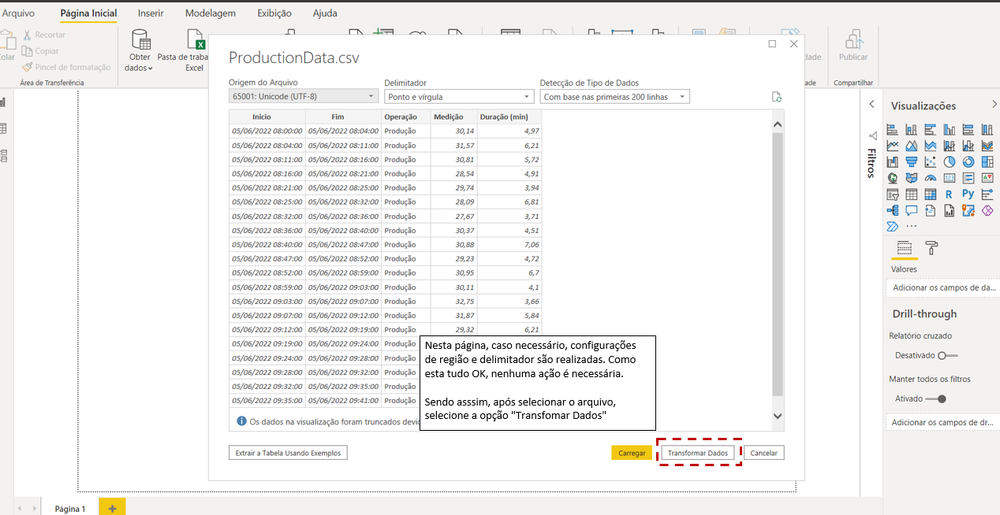 Arquivo
Página Inicial
Inserir
Modelagem
Exibição
Ajuda
Recortar
Copiar
Pincel de formatação
Área de Transferência
Obter
dados
Pasta de traba
Excel
Publicar
Compartilhar
ProductionData.csv
Origem do Arquivo
Delimitador
Detecção de Tipo de Dados
65001: Unicode (UTF-8)
Ponto e vírgula
Com base nas primeiras 200 linhas
Inicio Fim Operação Medição Duração (min)
05/06/2022 08:00:00 05/06/2022 08:04:00 Produção 30,14 4,97
05/06/2022 08:04:00 05/06/2022 08:11:00 Produção 31,57 6,21
05/06/2022 08:11:00 05/06/2022 08:16:00 Produção 30,81 5,72
05/06/2022 08:16:00 05/06/2022 08:21:00 Produção 28,54 4,91
05/06/2022 08:21:00 05/06/2022 08:25:00 Produção 29,74 3,94
05/06/2022 08:25:00 05/06/2022 08:32:00 Produção 28,09 6,81
05/06/2022 08:32:00 05/06/2022 08:36:00 Produção 27,67 3,71
05/06/2022 08:36:00 05/06/2022 08:40:00 Produção 30,37 4,51
05/06/2022 08:40:00 05/06/2022 08:47:00 Produção 30,88 7,06
05/06/2022 08:47:00 05/06/2022 08:52:00 Produção 29,23 4,72
05/06/2022 08:52:00 05/06/2022 08:59:00 Produção 30,95 6,7
05/06/2022 08:59:00 05/06/2022 09:03:00 Produção 30,11 4,1
05/06/2022 09:03:00 05/06/2022 09:07:00 Produção 32,75 3,66
05/06/2022 09:07:00 05/06/2022 09:12:00 Produção 31,87 5,84
05/06/2022 09:12:00 05/06/2022 09:19:00 Produção 29,32 6,21
05/06/2022 09:19:00 05/06/2022 09:24:00 Produção
05/06/2022 09:24:00 05/06/2022 09:28:00 Produção
05/06/2022 09:28:00 05/06/2022 09:32:00 Produção
05/06/2022 09:32:00 05/06/2022 09:35:00 Produção
05/06/2022 09:35:00 05/06/2022 09:41:00 Produção
Nesta página, caso necessário, configurações
de região e delimitador são realizadas. Como
esta tudo OK, nenhuma ação é necessária.
Sendo asssim, após selecionar o arquivo,
selecione a opção "Transfomar Dados"
Os dados na visualização foram truncados devid
Extrair a Tabela Usando Exemplos
Carregar
Transformar Dados
Cancelar
Filtros
Visualizações
123
R
Py
Valores
Adicionar os campos de da...
Drill-through
Relatório cruzado
Desativado
Manter todos os filtros
Ativado
Adicionar os campos de dr...
Página 1
+